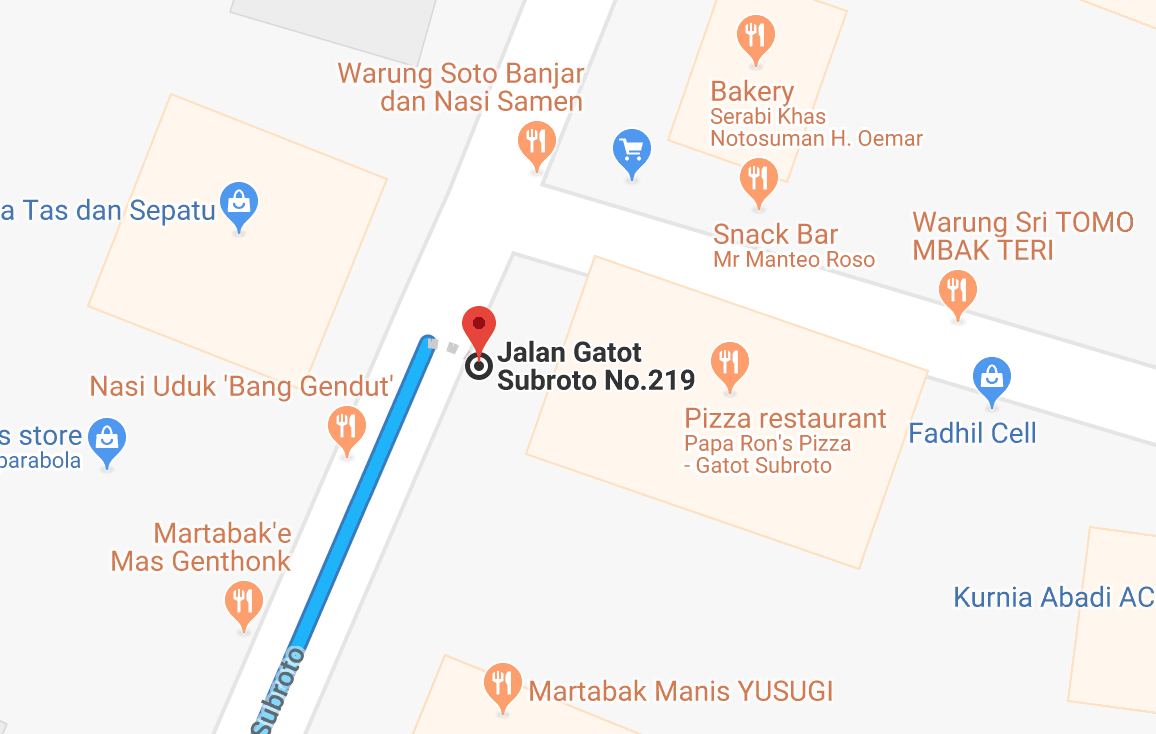 Warung Soto Banjar
dan Nasi Samen
Bakery
Serabi Khas
Notosuman H. Oemar
a Tas dan Sepatu
Snack Bar
Mr Manteo Roso
Warung Sri TOMO
MBAK TERI
Jalan Gatot
Subroto No.219
Nasi Uduk 'Bang Gendut'
Pizza restaurant
Papa Ron's Pizza
- Gatot Subroto
Fadhil Cell
s store
parabola
Martabak'e
Mas Genthonk
Kurnia Abadi AC
Subroto
Martabak Manis YUSUGI